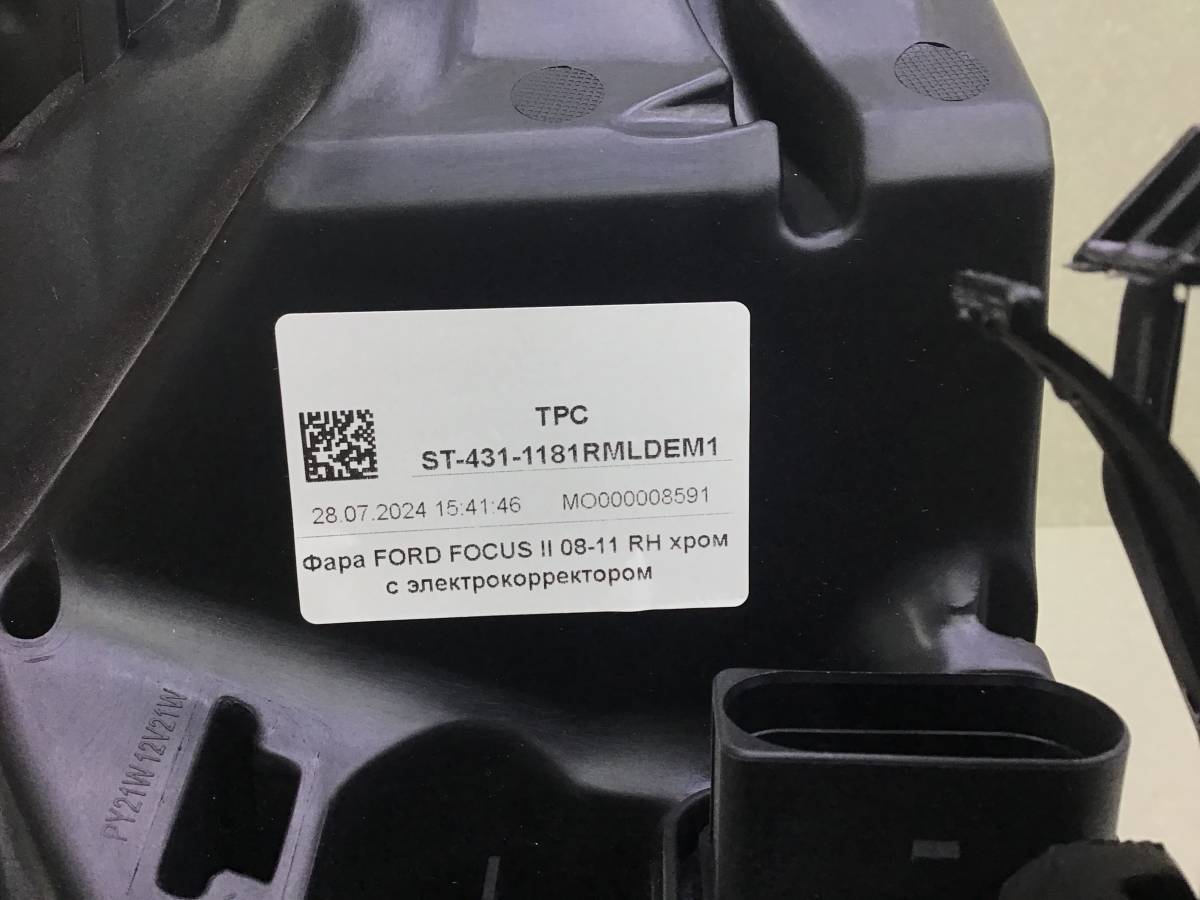 TPC
ST-431-1181RMLDEM1
28.07.2024 15:41:46 MO000008591
Фара FORD FOCUS II 08-11 RH хром
с электрокорректором
PY21W12V21W